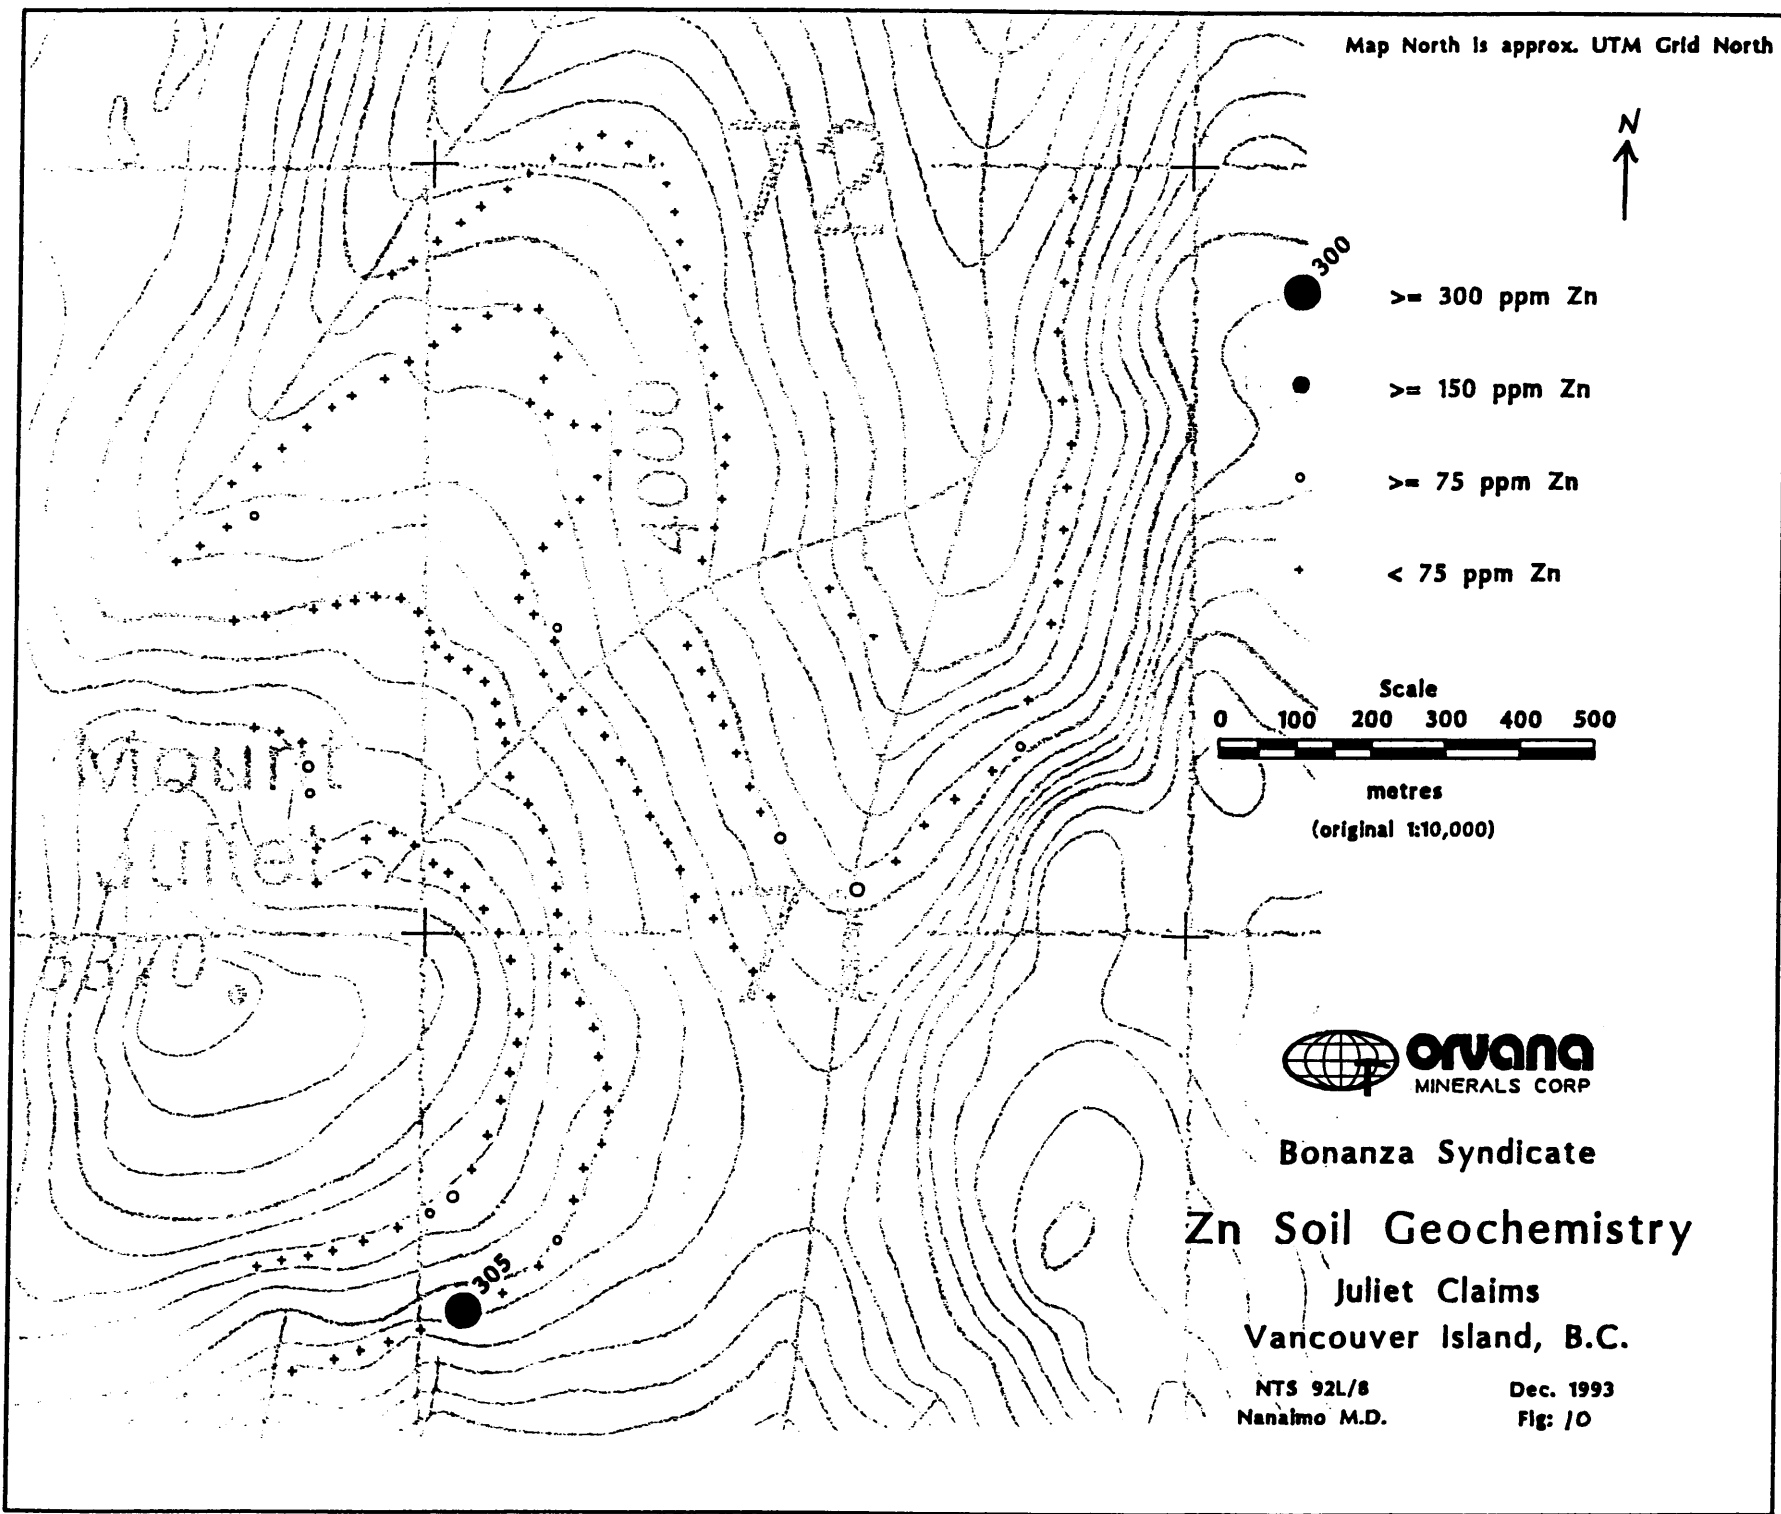 Map North is approx. UTM Grid North
N
72
300
>= 300 ppm Zn
>= 150 ppm Zn
4000
>= 75 ppm Zn
< 75 ppm Zn
Scale
0 100 200 300 400 500
metres
(original 1:10,000)
Mount
Juliet
71
305
orvana
MINERALS CORP
Bonanza Syndicate
Zn Soil Geochemistry
Juliet Claims
Vancouver Island, B.C.
NTS 92L/8 Dec. 1993
Nanaimo M.D. Fig: 10